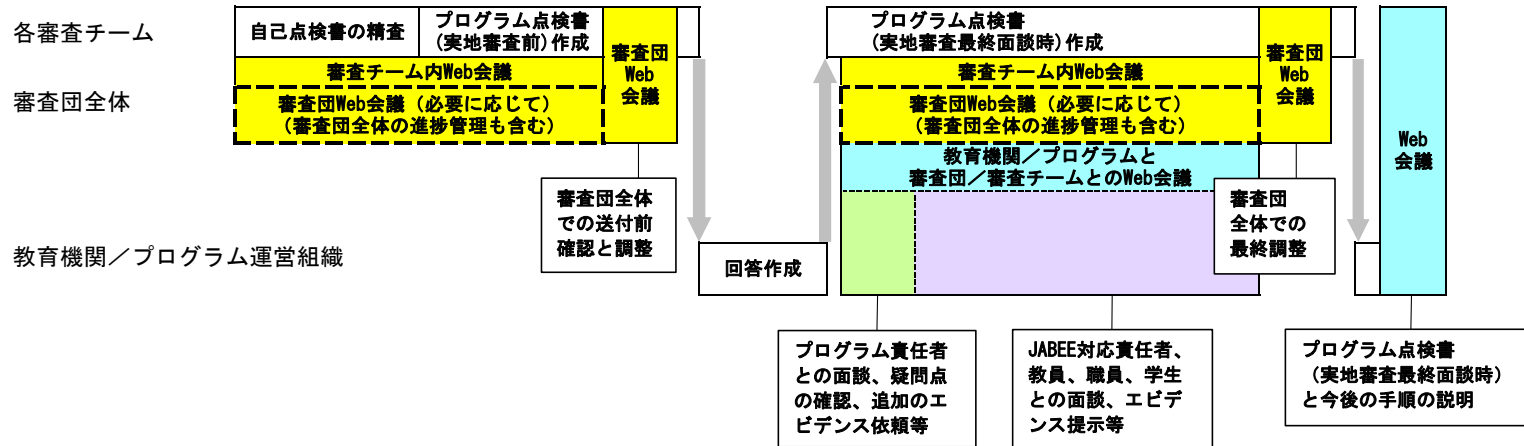 各審査チーム
審査団全体
教育機関／プログラム運営組織
自己点検書の精査
プログラム点検書
(実地審査前)作成
審査団
Web
会議
審査チーム内Web会議
審査団Web会議（必要に応じて）
（審査団全体の進捗管理も含む）
審査団全体
での送付前
確認と調整
回答作成
プログラム点検書
(実地審査最終面談時)作成
審査団
Web
会議
審査チーム内Web会議
審査団Web会議（必要に応じて）
（審査団全体の進捗管理も含む）
教育機関／プログラムと
審査団／審査チームとのWeb会議
審査団
全体での
最終調整
Web
会議
プログラム責任者
との面談、疑問点
の確認、追加のエ
ビデンス依頼等
JABEE対応責任者、
教員、職員、学生
との面談、エビデ
ンス提示等
プログラム点検書
（実地審査最終面談時）
と今後の手順の説明